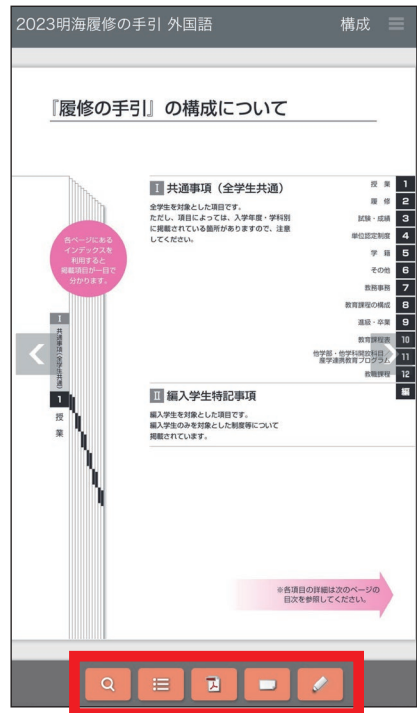 2023明海履修の手引 外国語
構成
『履修の手引』の構成について
各ページにある
インデックスを
利用すると
掲載項目が一目で
分かります。
I
共通事項(全学生共通)
1
授業
I 共通事項(全学生共通)
全学生を対象とした項目です。
ただし、項目によっては、入学年度・学科別
に掲載されている箇所がありますので、注意
してください。
授業 1
履修 2
試験・成績 3
単位認定制度 4
学籍 5
その他 6
教務事務 7
教育課程の構成 8
進級・卒業 9
教育課程表 10
他学部・他学科開放科目
産学連携教育プログラム 11
教職課程 12
編
II 編入学生特記事項
編入学生を対象とした項目です。
編入学生のみを対象とした制度等について
掲載されています。
※各項目の詳細は次のページの
目次を参照してください。